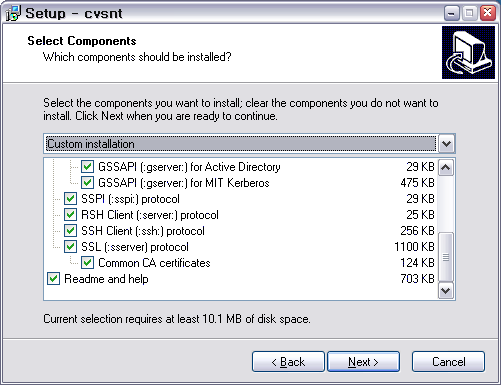 Setup - cvsnt
Select Components
Which components should be installed?
Select the components you want to install; clear the components you do not want to
install. Click Next when you are ready to continue.
Custom installation
GSSAPI (:gserver:) for Active Directory 29 KB
GSSAPI (:gserver:) for MIT Kerberos 475 KB
SSPI (:sspi:) protocol 29 KB
RSH Client (:server:) protocol 25 KB
SSH Client (:ssh:) protocol 256 KB
SSL (:sserver) protocol 1100 KB
Common CA certificates 124 KB
Readme and help 703 KB
Current selection requires at least 10.1 MB of disk space.
< Back Next > Cancel